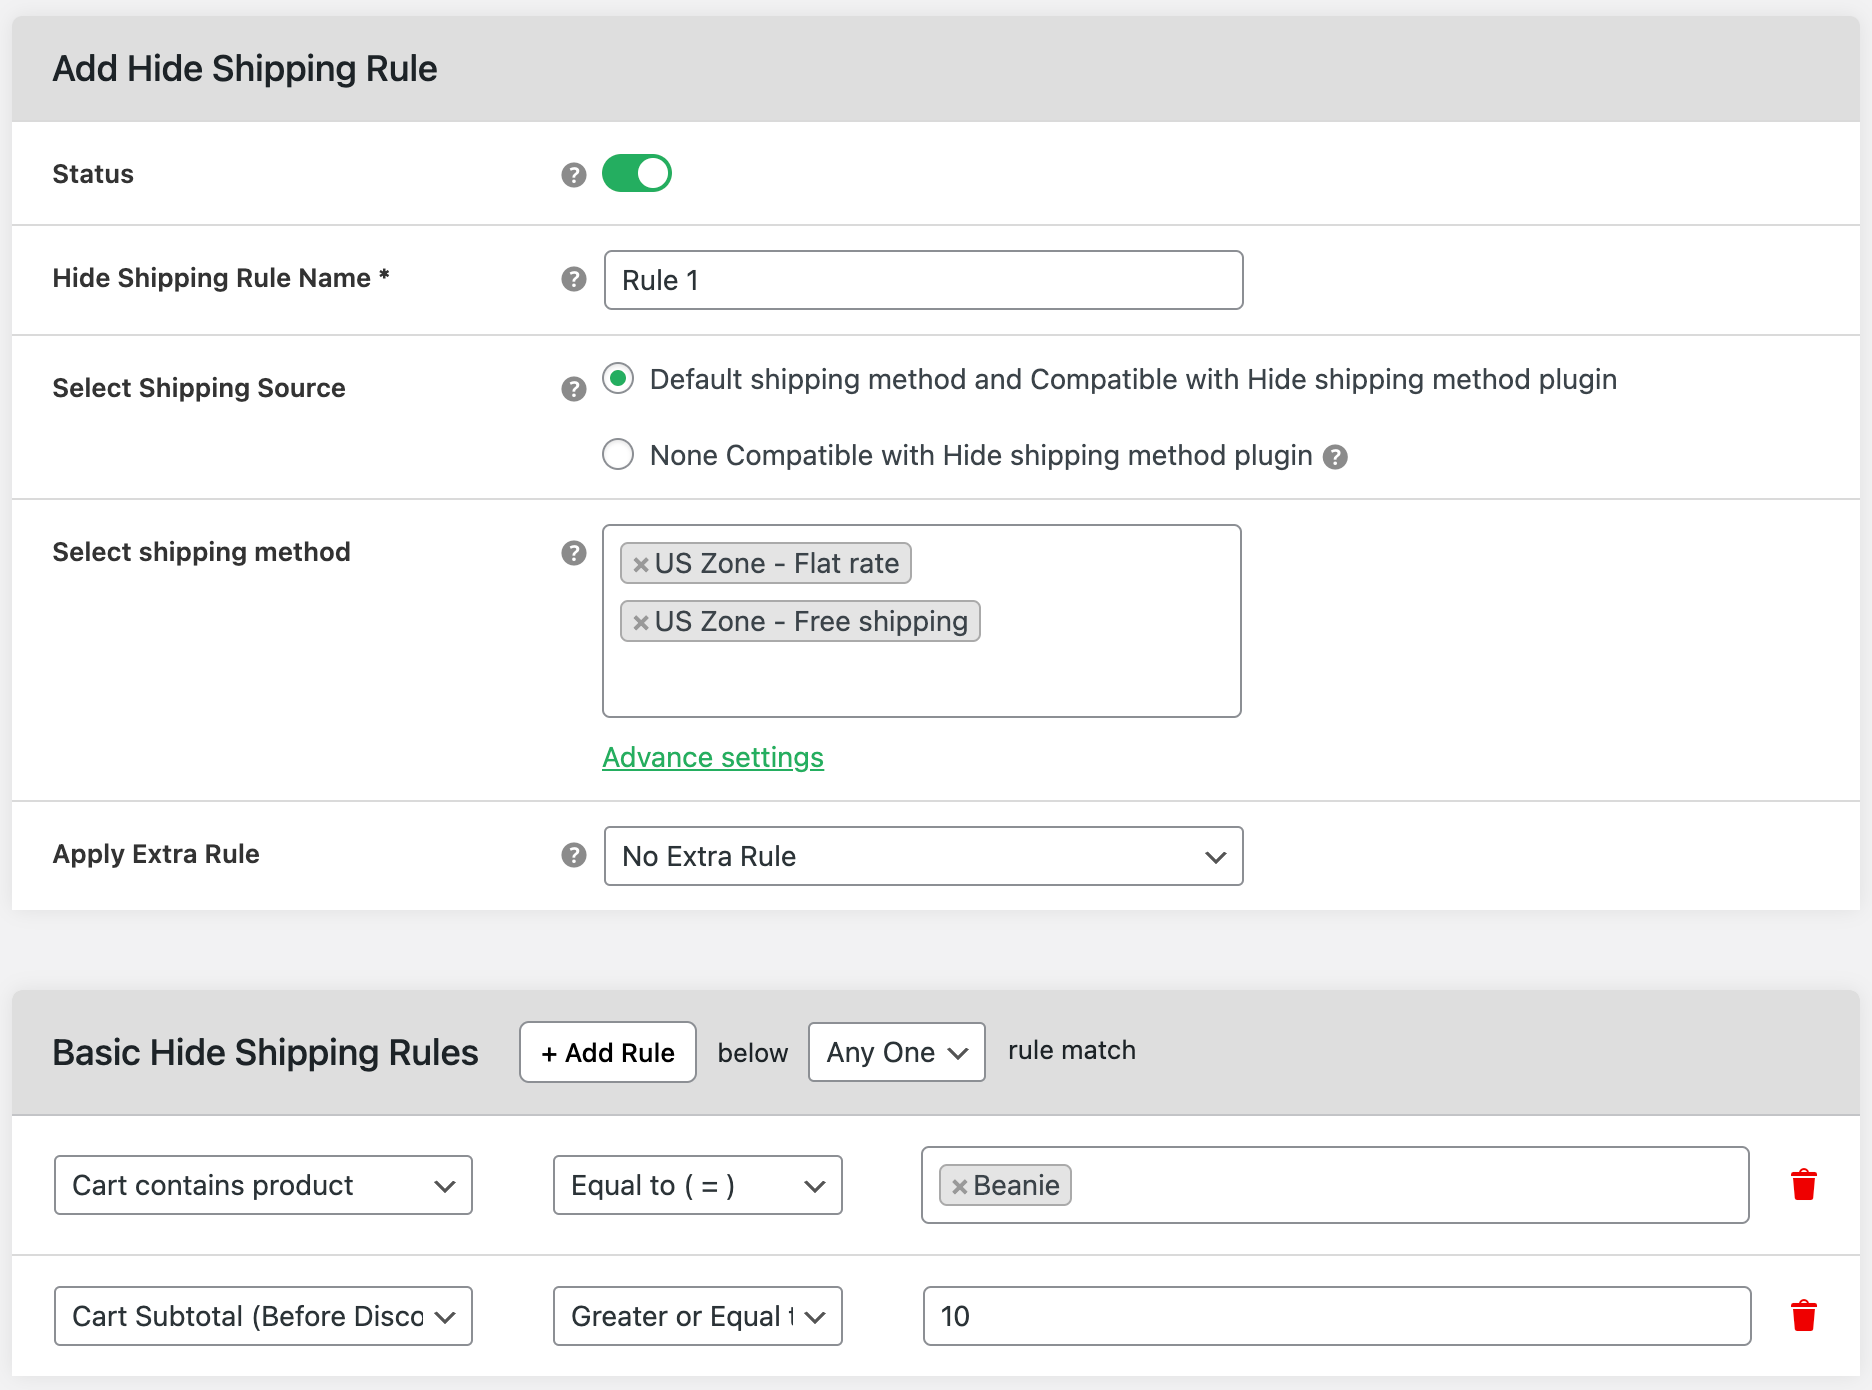 Add Hide Shipping Rule
Status
Hide Shipping Rule Name *
Rule 1
Select Shipping Source
Default shipping method and Compatible with Hide shipping method plugin
None Compatible with Hide shipping method plugin
Select shipping method
×US Zone - Flat rate
×US Zone - Free shipping
Advance settings
Apply Extra Rule
No Extra Rule
Basic Hide Shipping Rules + Add Rule below Any One rule match
Cart contains product Equal to ( = ) ×Beanie
Cart Subtotal (Before Disco Greater or Equal t 10